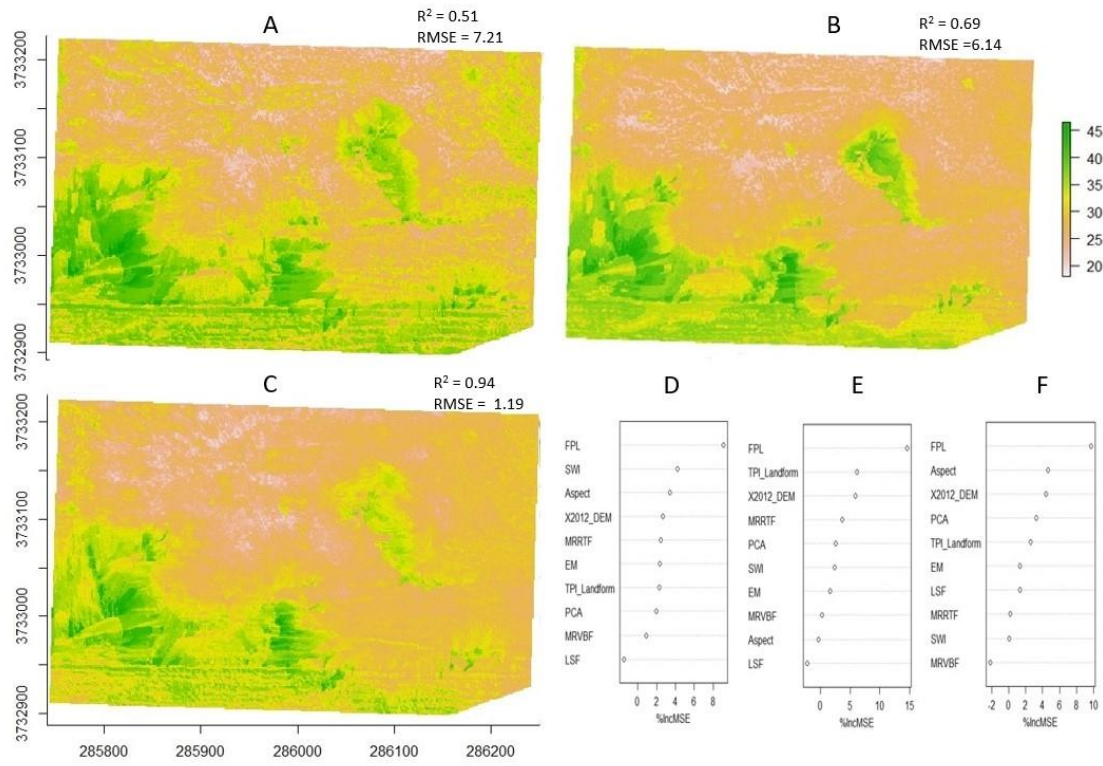 A
R² = 0.51
RMSE = 7.21
B
R² = 0.69
RMSE =6.14
3733200
3733100
3733000
3732900
45
40
35
30
25
20
C
R² = 0.94
RMSE = 1.19
3733200
3733100
3733000
3732900
285800 285900 286000 286100 286200
D
FPL
SWI
Aspect
X2012_DEM
MRRTF
EM
TPI_Landform
PCA
MRVBF
LSF
0 2 4 6 8
%IncMSE
E
FPL
TPI_Landform
X2012_DEM
MRRTF
PCA
SWI
EM
MRVBF
Aspect
LSF
0 5 10 15
%IncMSE
F
FPL
Aspect
X2012_DEM
PCA
TPI_Landform
EM
LSF
MRRTF
SWI
MRVBF
-2 0 2 4 6 8 10
%IncMSE